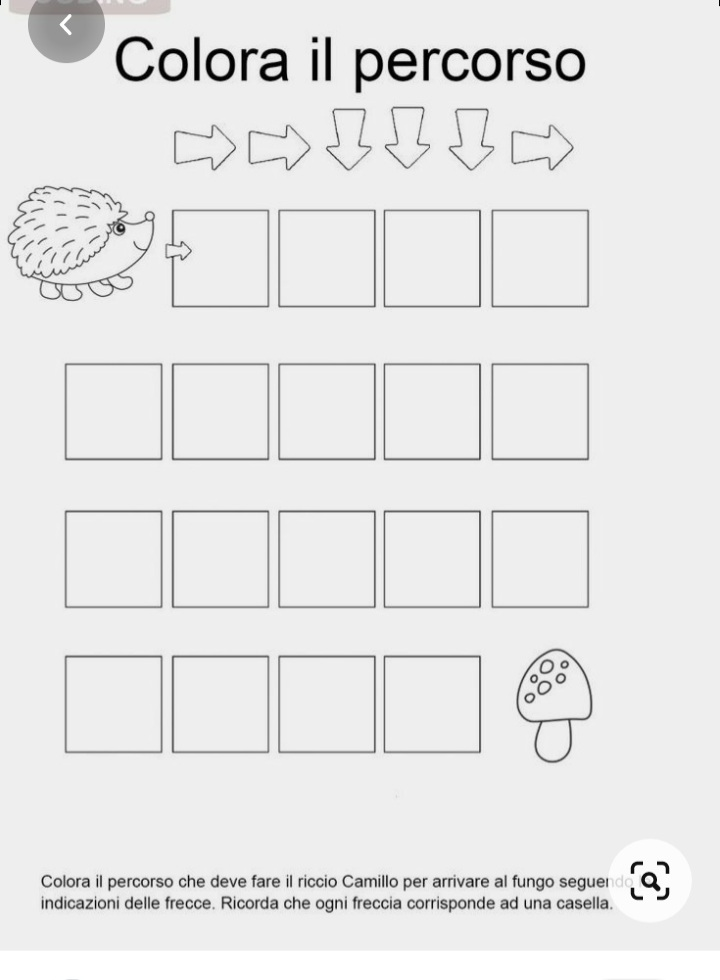 Colora il percorso
Colora il percorso che deve fare il riccio Camillo per arrivare al fungo seguendo
indicazioni delle frecce. Ricorda che ogni freccia corrisponde ad una casella.